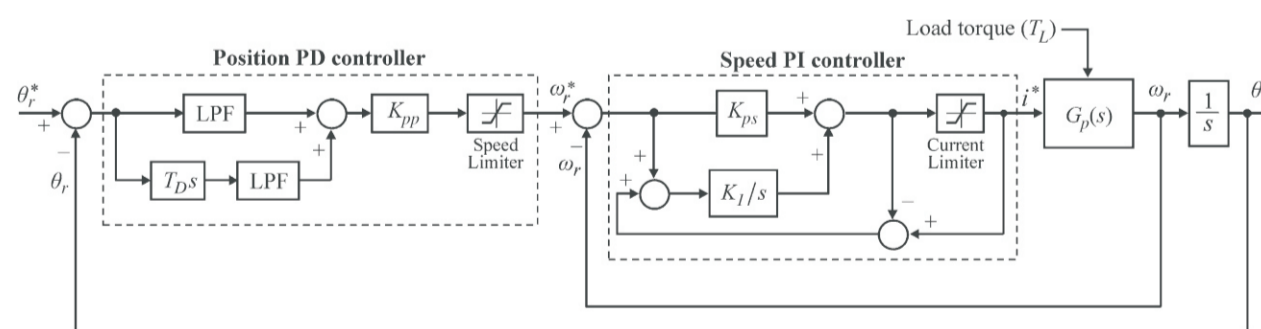 Load torque (T_L)
Position PD controller
Speed PI controller
θ_r^*
+
−
θ_r
LPF
T_D s
LPF
+
+
K_pp
Speed
Limiter
ω_r^*
+
−
ω_r
K_ps
+
+
+
+
K_I/s
Current
Limiter
−
+
i^*
G_p(s)
ω_r
1
s
θ